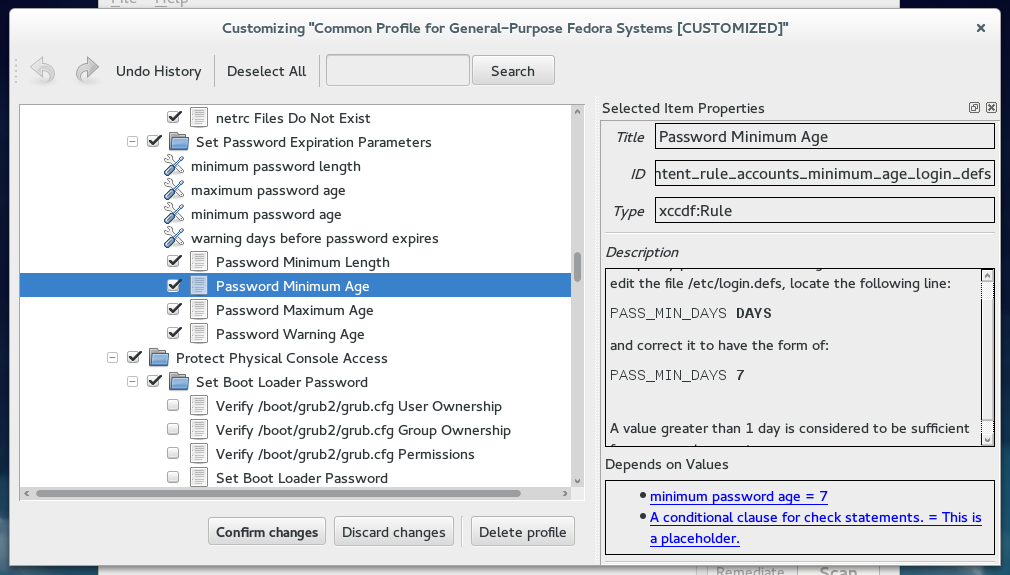 File Help
Customizing "Common Profile for General-Purpose Fedora Systems [CUSTOMIZED]"
Undo History
Deselect All
Search
netrc Files Do Not Exist
Set Password Expiration Parameters
minimum password length
maximum password age
minimum password age
warning days before password expires
Password Minimum Length
Password Minimum Age
Password Maximum Age
Password Warning Age
Protect Physical Console Access
Set Boot Loader Password
Verify /boot/grub2/grub.cfg User Ownership
Verify /boot/grub2/grub.cfg Group Ownership
Verify /boot/grub2/grub.cfg Permissions
Set Boot Loader Password
Confirm changes
Discard changes
Delete profile
Selected Item Properties
Title Password Minimum Age
ID ntent_rule_accounts_minimum_age_login_defs
Type xccdf:Rule
Description
edit the file /etc/login.defs, locate the following line:
PASS_MIN_DAYS DAYS
and correct it to have the form of:
PASS_MIN_DAYS 7
A value greater than 1 day is considered to be sufficient
Depends on Values
minimum password age = 7
A conditional clause for check statements. = This is
a placeholder.
Remediate
Scan